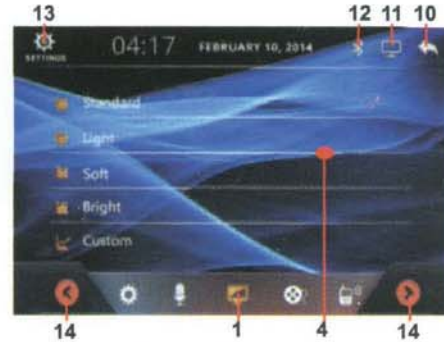 13
12
11
10
SETTINGS
04:17
FEBRUARY 10, 2014
Standard
Light
Soft
Bright
Custom
14
1
4
14